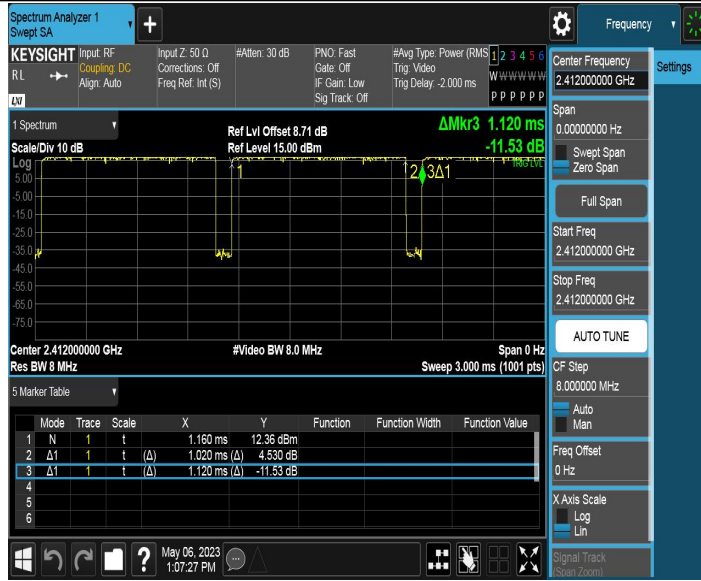 Spectrum Analyzer 1
Swept SA
Frequency
KEYSIGHT
RL
LXI
Input: RF
Coupling: DC
Align: Auto
Input Z: 50 Ω
Corrections: Off
Freq Ref: Int (S)
#Atten: 30 dB
PNO: Fast
Gate: Off
IF Gain: Low
Sig Track: Off
#Avg Type: Power (RMS
Trig: Video
Trig Delay: -2.000 ms
1 2 3 4 5 6
W W W W W W
P P P P P P
Settings
1 Spectrum
Scale/Div 10 dB
Ref Lvl Offset 8.71 dB
Ref Level 15.00 dBm
ΔMkr3 1.120 ms
-11.53 dB
Log
TRIG LVL
1
2
3Δ1
5.00
-5.00
-15.0
-25.0
-35.0
-45.0
-55.0
-65.0
-75.0
Center 2.412000000 GHz
Res BW 8 MHz
#Video BW 8.0 MHz
Span 0 Hz
Sweep 3.000 ms (1001 pts)
5 Marker Table
Mode Trace Scale X Y Function Function Width Function Value
1 N 1 t 1.160 ms 12.36 dBm
2 Δ1 1 t (Δ) 1.020 ms (Δ) 4.530 dB
3 Δ1 1 t (Δ) 1.120 ms (Δ) -11.53 dB
4
5
6
Center Frequency
2.412000000 GHz
Span
0.00000000 Hz
Swept Span
Zero Span
Full Span
Start Freq
2.412000000 GHz
Stop Freq
2.412000000 GHz
AUTO TUNE
CF Step
8.000000 MHz
Auto
Man
Freq Offset
0 Hz
X Axis Scale
Log
Lin
Signal Track
(Span Zoom)
?
May 06, 2023
1:07:27 PM